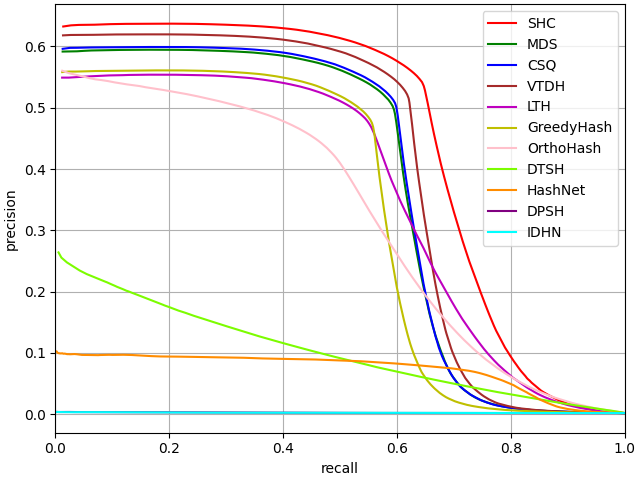 SHC
MDS
CSQ
VTDH
LTH
GreedyHash
OrthoHash
DTSH
HashNet
DPSH
IDHN
precision
0.6
0.5
0.4
0.3
0.2
0.1
0.0
0.0 0.2 0.4 0.6 0.8 1.0
recall